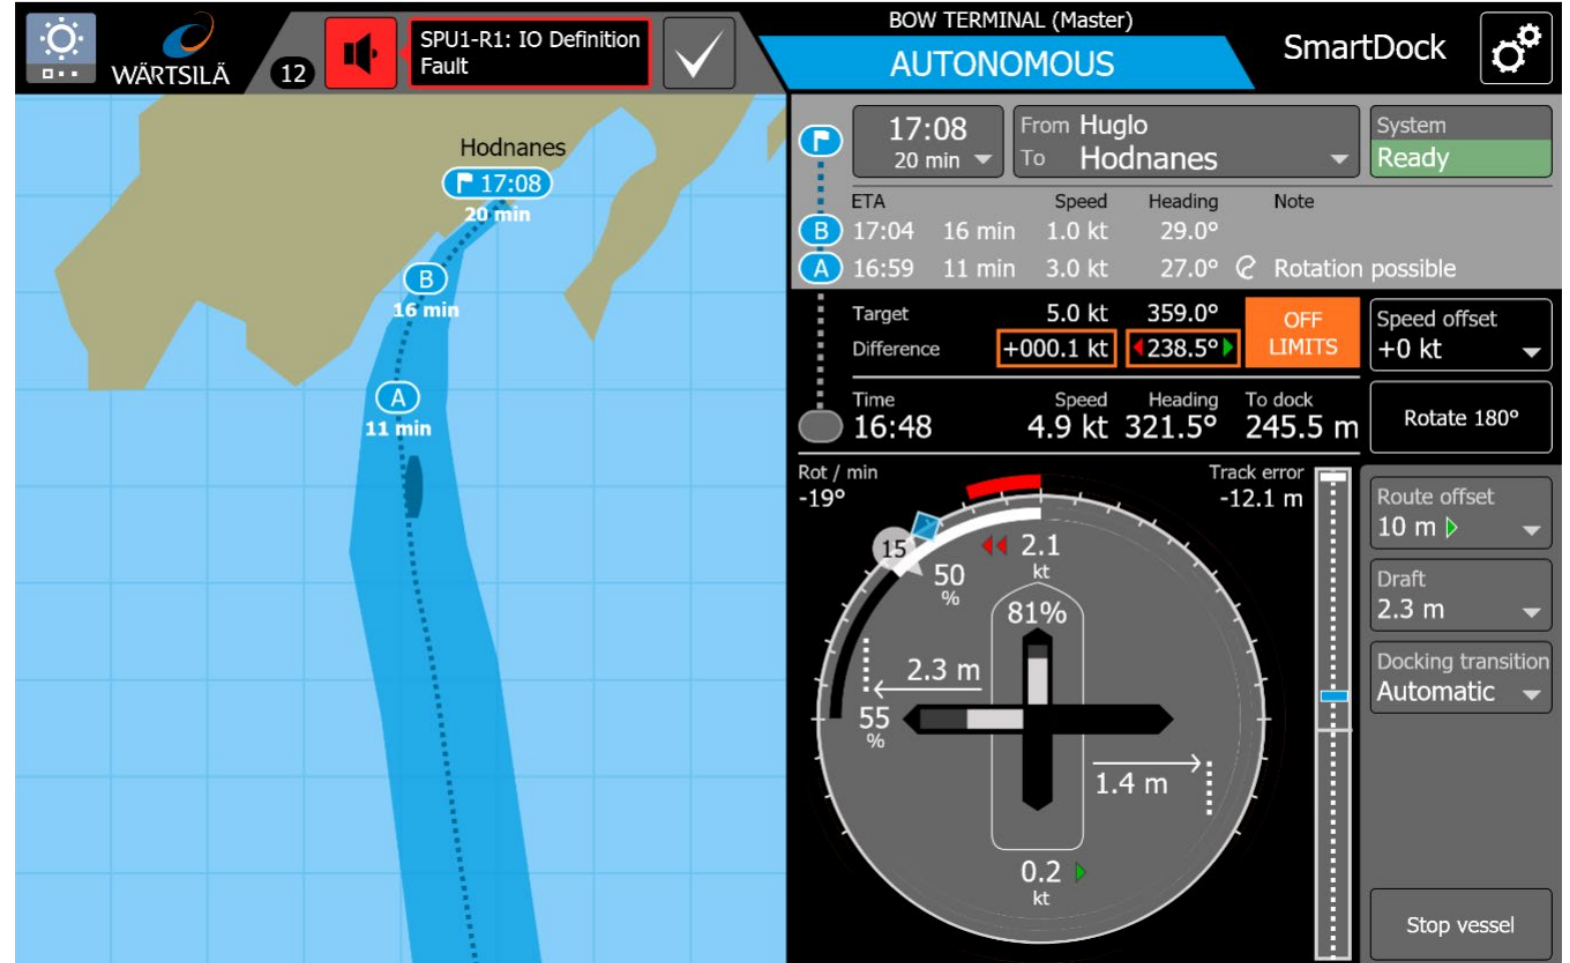 WÄRTSILÄ
12
SPU1-R1: IO Definition
Fault
BOW TERMINAL (Master)
AUTONOMOUS
SmartDock
Hodnanes
17:08
20 min
B
16 min
A
11 min
17:08
20 min
From Huglo
To Hodnanes
System
Ready
ETA Speed Heading Note
B 17:04 16 min 1.0 kt 29.0°
A 16:59 11 min 3.0 kt 27.0° Rotation possible
Target 5.0 kt 359.0°
Difference +000.1 kt 238.5°
OFF
LIMITS
Speed offset
+0 kt
Time Speed Heading To dock
16:48 4.9 kt 321.5° 245.5 m
Rotate 180°
Rot / min
-19°
Track error
-12.1 m
15
50
%
2.1
kt
81%
2.3 m
55
%
1.4 m
0.2
kt
Route offset
10 m
Draft
2.3 m
Docking transition
Automatic
Stop vessel